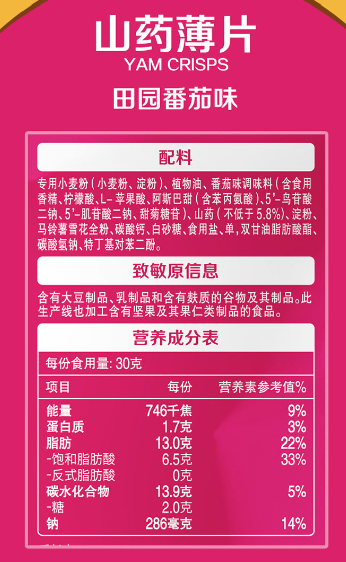 山药薄片
YAM CRISPS
田园番茄味
配料
专用小麦粉（小麦粉、淀粉）、植物油、番茄味调味料（含食用
香精、柠檬酸、L-苹果酸、阿斯巴甜（含苯丙氨酸）、5'-鸟苷酸
二钠、5'-肌苷酸二钠、甜菊糖苷）、山药（不低于5.8%）、淀粉、
马铃薯雪花全粉、碳酸钙、白砂糖、食用盐、单，双甘油脂肪酸酯、
碳酸氢钠、特丁基对苯二酚。
致敏原信息
含有大豆制品、乳制品和含有麸质的谷物及其制品。此
生产线也加工含有坚果及其果仁类制品的食品。
营养成分表
每份食用量：30克
项目 每份 营养素参考值%
能量 746千焦 9%
蛋白质 1.7克 3%
脂肪 13.0克 22%
-饱和脂肪酸 6.5克 33%
-反式脂肪酸 0克
碳水化合物 13.9克 5%
-糖 2.0克
钠 286毫克 14%